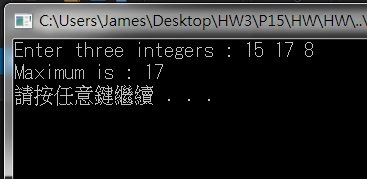 C:\Users\James\Desktop\HW3\P15\HW\HW\..\
Enter three integers : 15 17 8
Maximum is : 17
請按任意鍵繼續 . . .